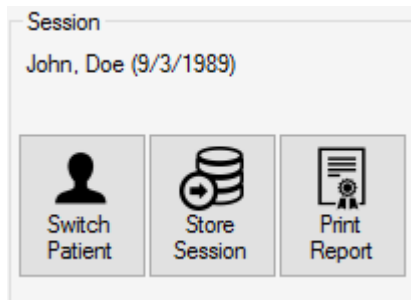 Session
John, Doe (9/3/1989)
Switch
Patient
Store
Session
Print
Report